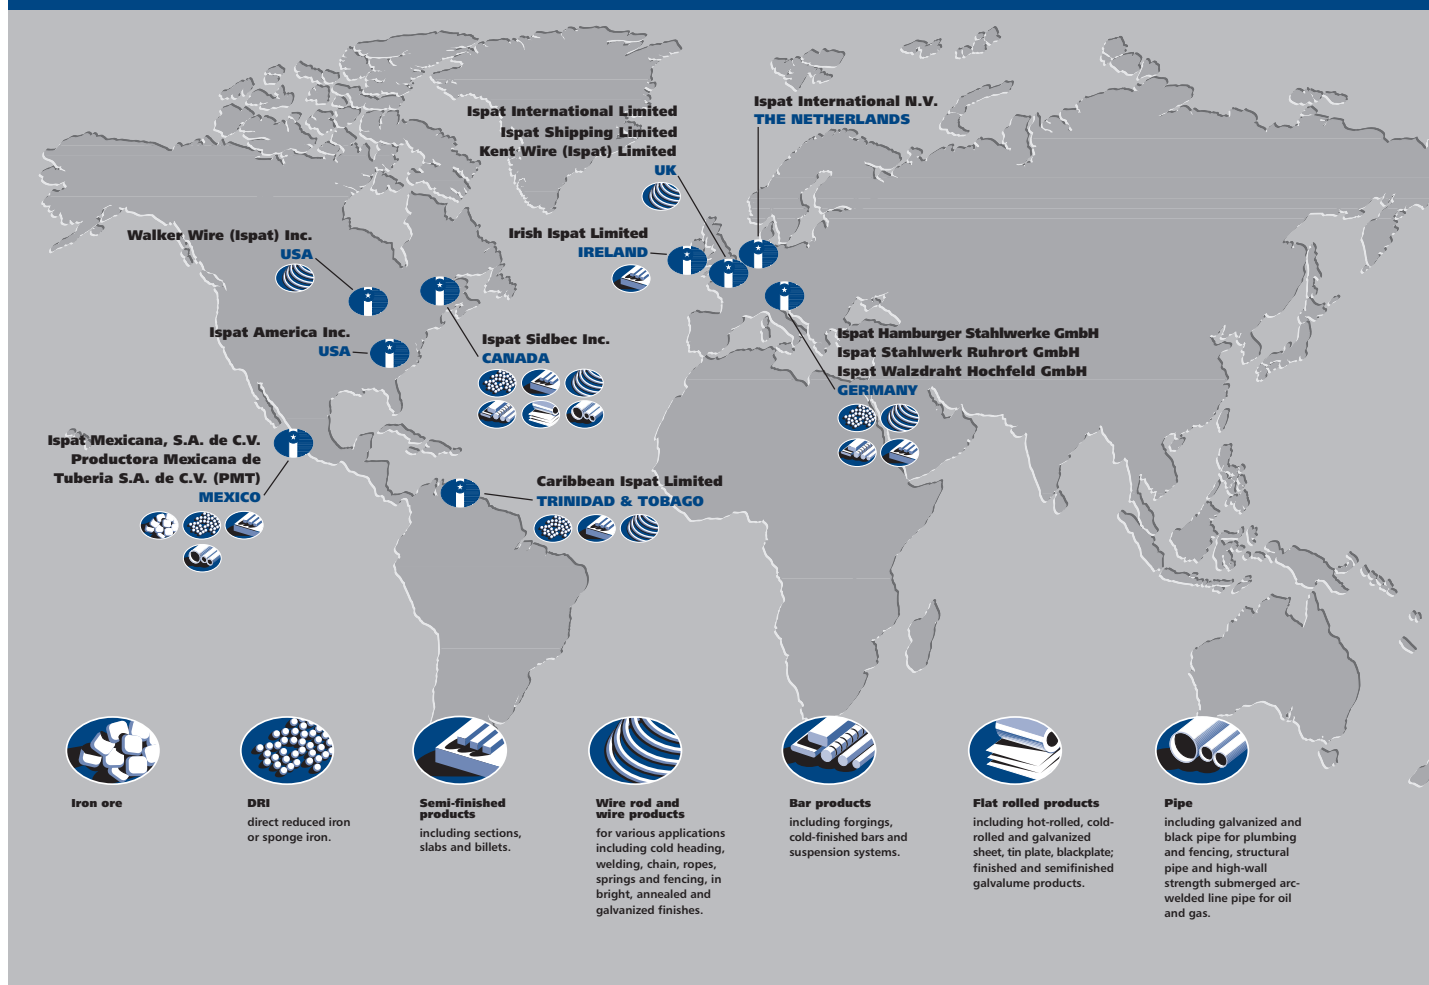 Ispat International Limited
Ispat Shipping Limited
Kent Wire (Ispat) Limited
UK
Ispat International N.V.
THE NETHERLANDS
Walker Wire (Ispat) Inc.
USA
Irish Ispat Limited
IRELAND
Ispat America Inc.
USA
Ispat Sidbec Inc.
CANADA
Ispat Hamburger Stahlwerke GmbH
Ispat Stahlwerk Ruhrort GmbH
Ispat Walzdraht Hochfeld GmbH
GERMANY
Ispat Mexicana, S.A. de C.V.
Productora Mexicana de
Tuberia S.A. de C.V. (PMT)
MEXICO
Caribbean Ispat Limited
TRINIDAD & TOBAGO
Iron ore
DRI
direct reduced iron
or sponge iron.
Semi-finished
products
including sections,
slabs and billets.
Wire rod and
wire products
for various applications
including cold heading,
welding, chain, ropes,
springs and fencing, in
bright, annealed and
galvanized finishes.
Bar products
including forgings,
cold-finished bars and
suspension systems.
Flat rolled products
including hot-rolled, cold-
rolled and galvanized
sheet, tin plate, blackplate;
finished and semifinished
galvalume products.
Pipe
including galvanized and
black pipe for plumbing
and fencing, structural
pipe and high-wall
strength submerged arc-
welded line pipe for oil
and gas.